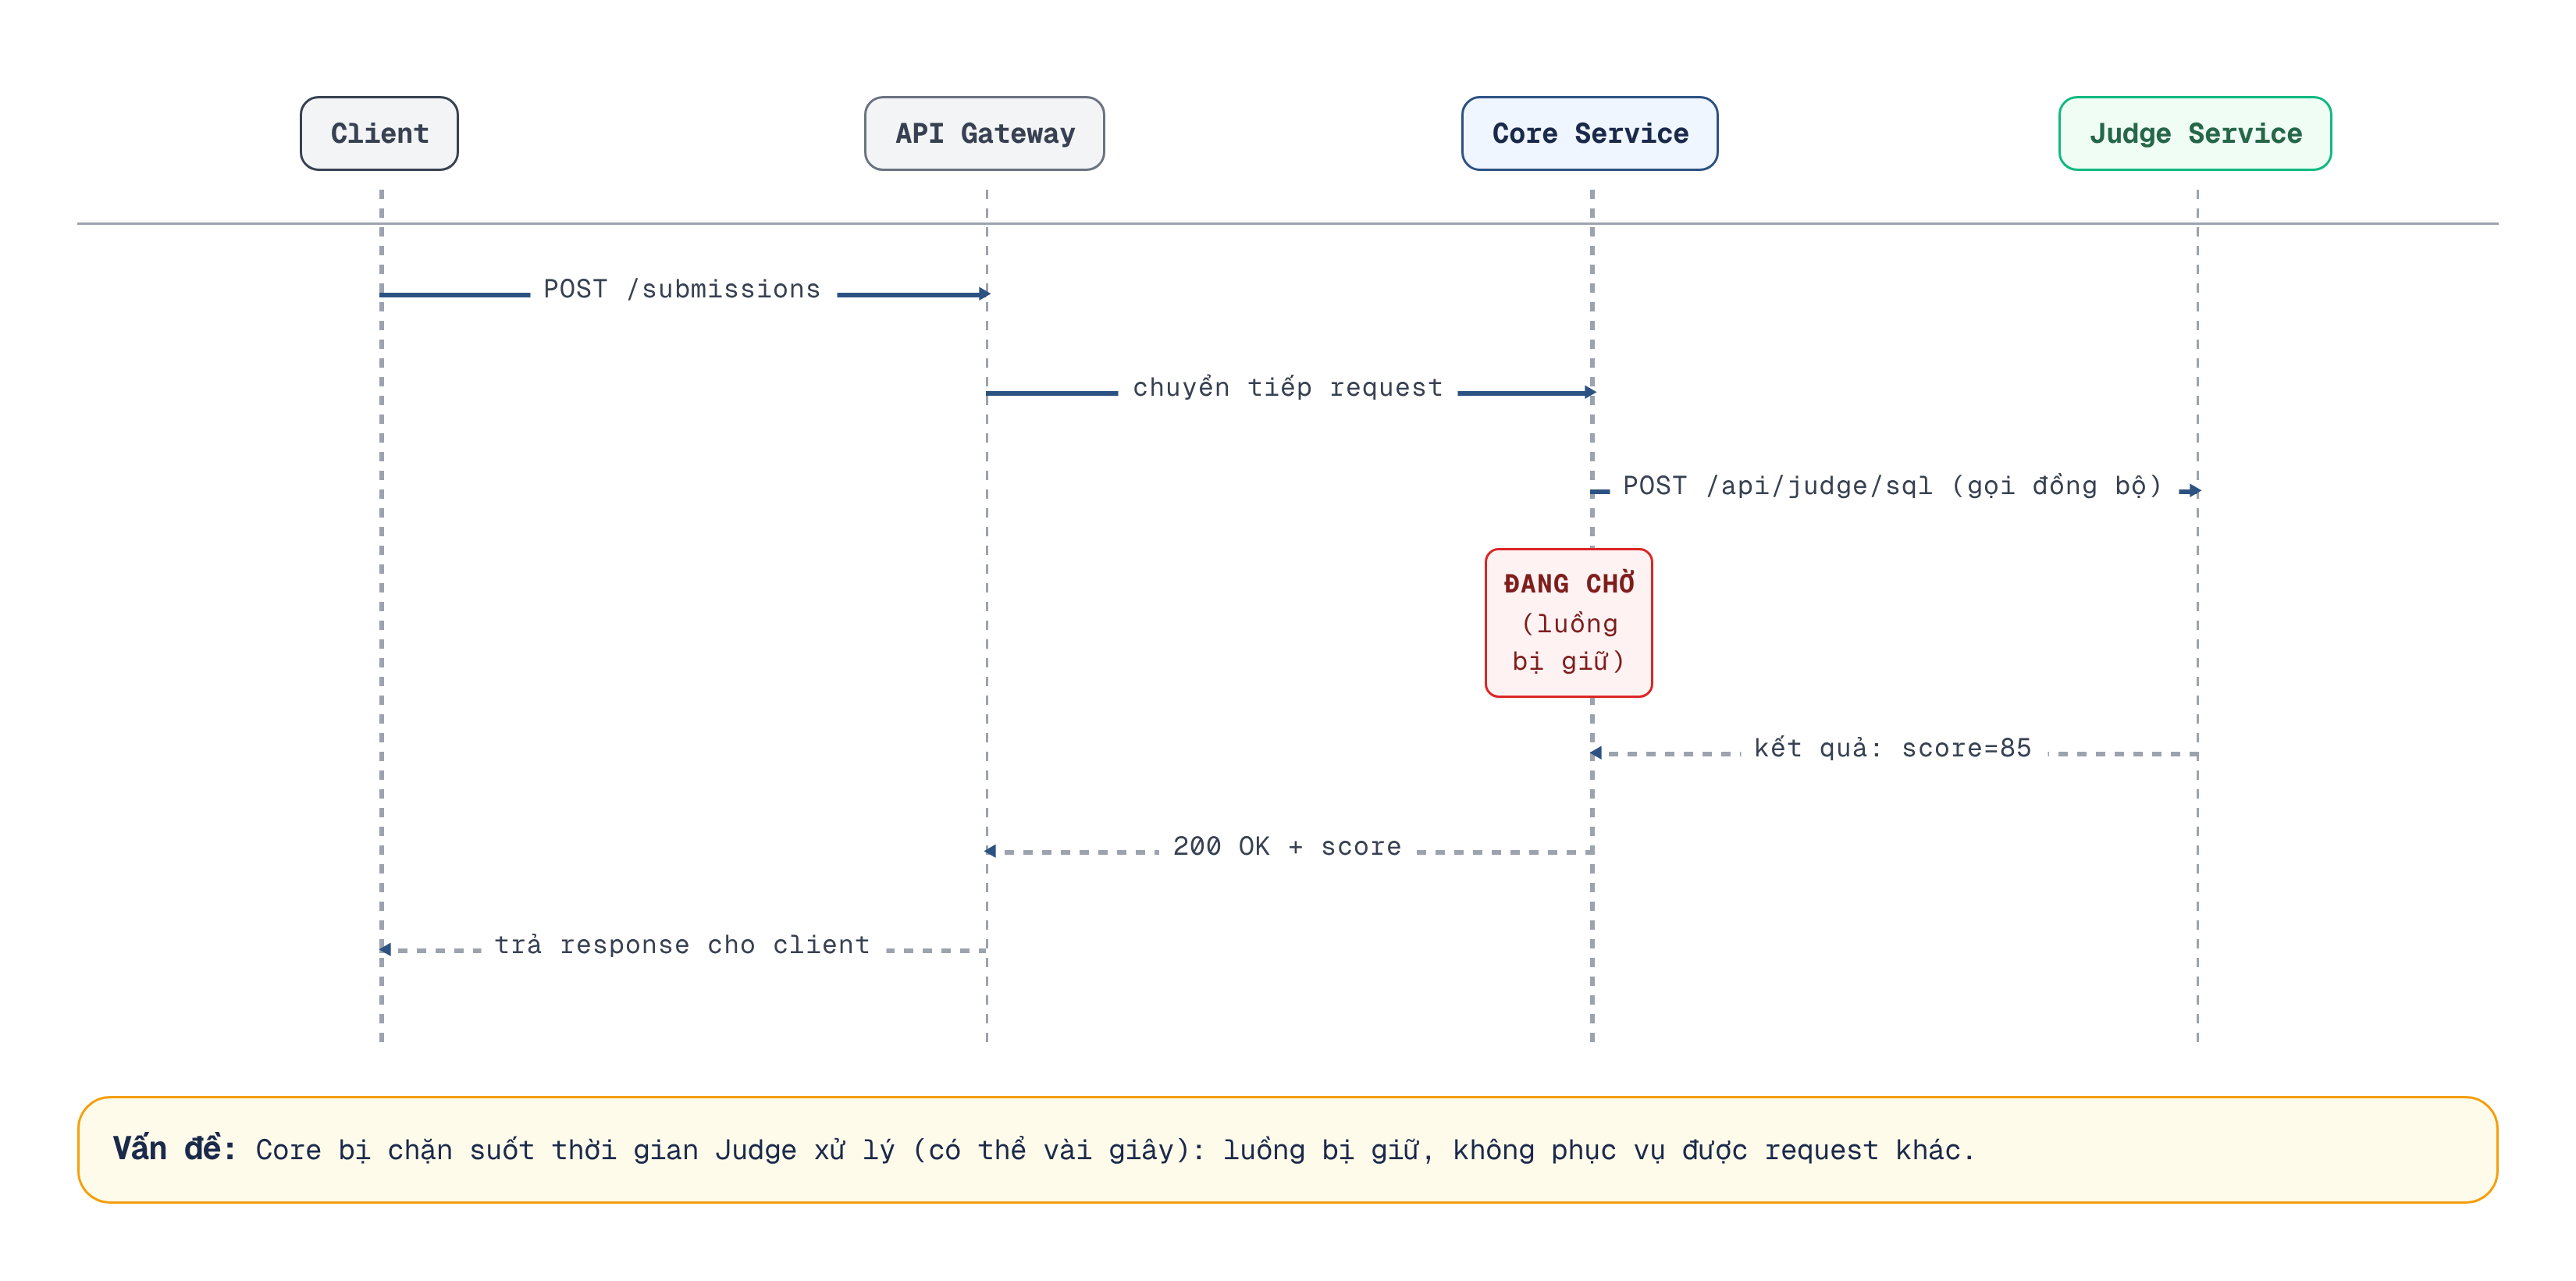 Client
API Gateway
Core Service
Judge Service
POST /submissions
chuyển tiếp request
POST /api/judge/sql (gọi đồng bộ)
ĐANG CHỜ
(luồng
bị giữ)
kết quả: score=85
200 OK + score
trả response cho client
Vấn đề: Core bị chặn suốt thời gian Judge xử lý (có thể vài giây): luồng bị giữ, không phục vụ được request khác.